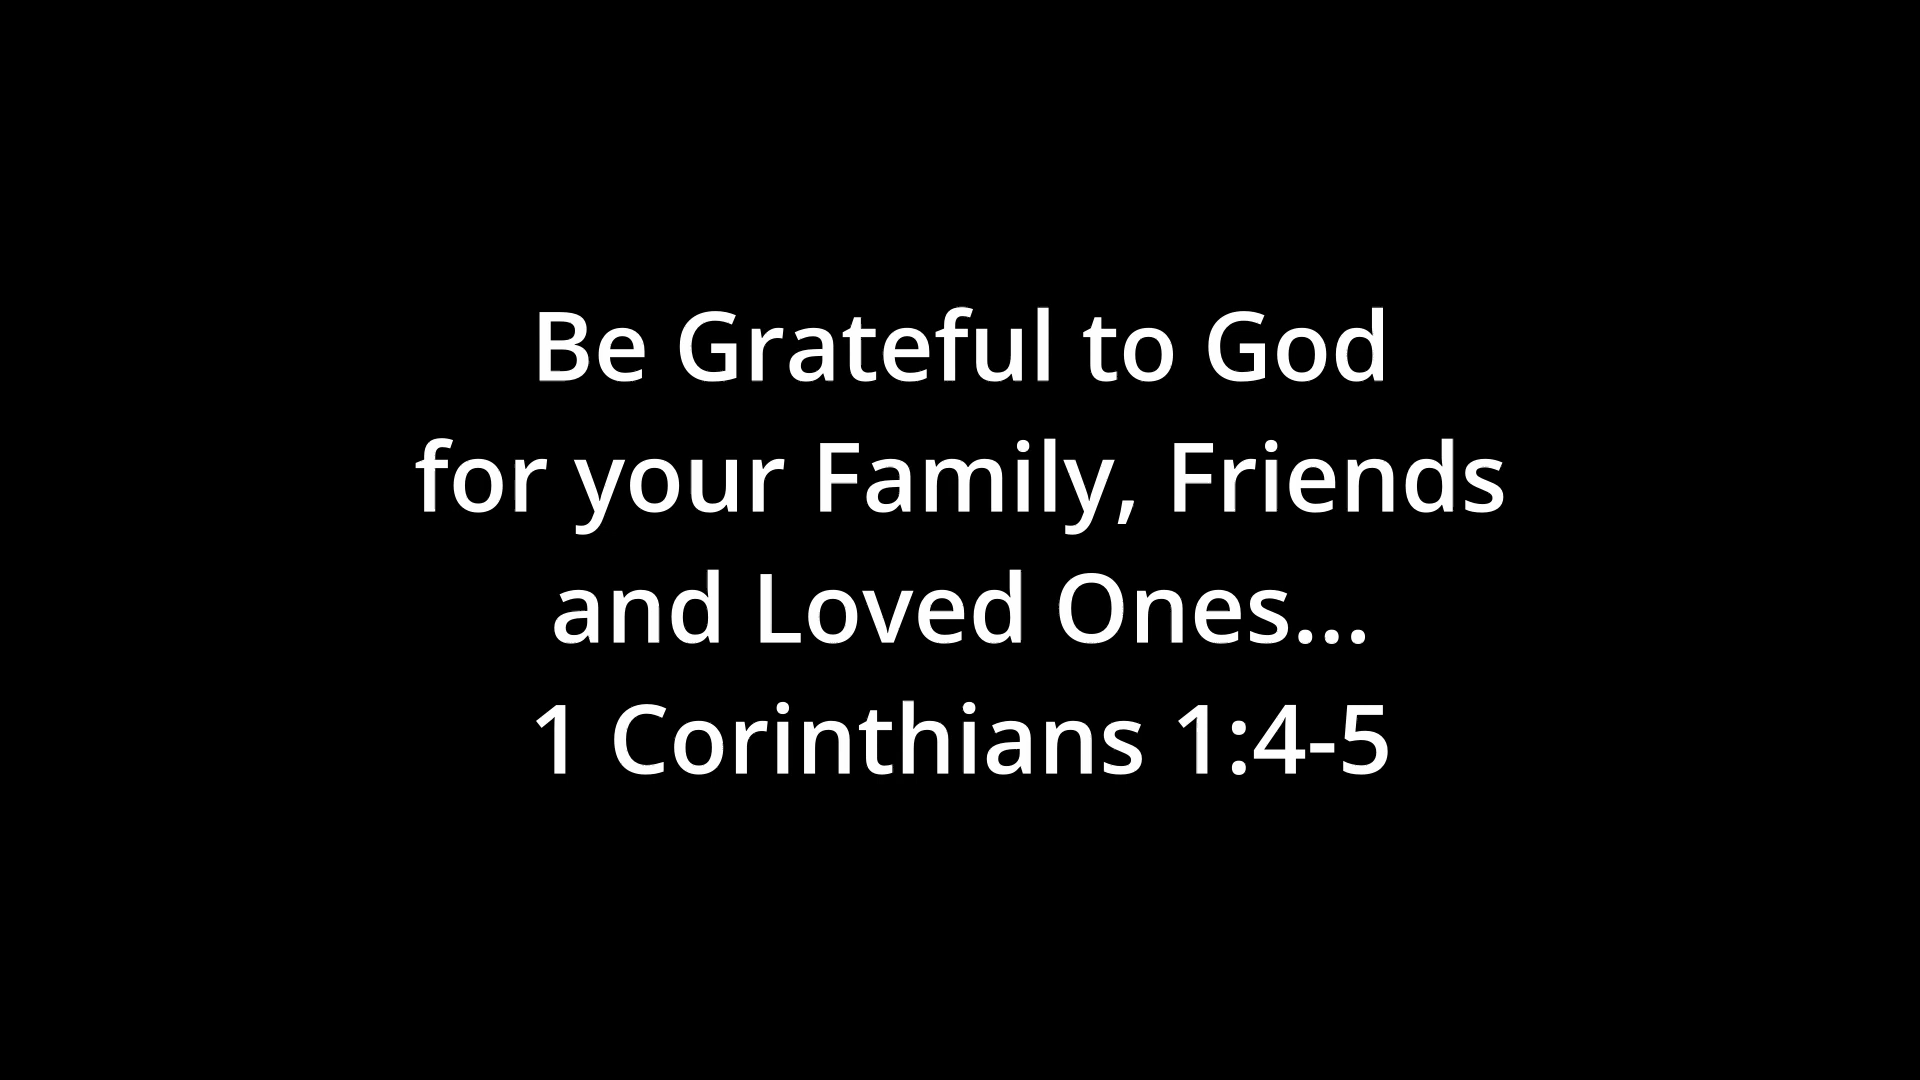 Be Grateful to God
for your Family, Friends
and Loved Ones...
1 Corinthians 1:4-5